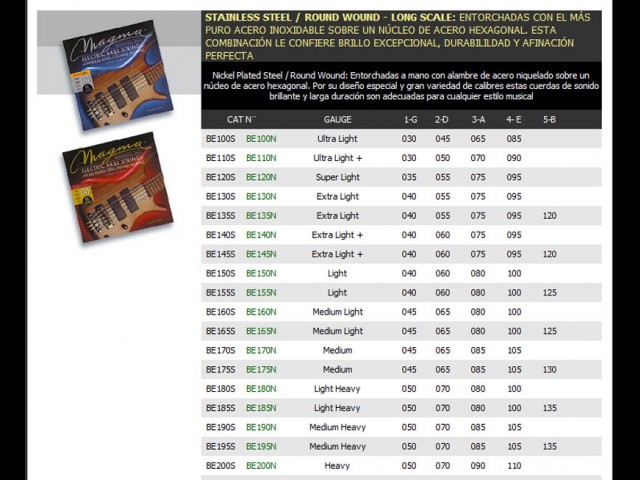 STAINLESS STEEL / ROUND WOUND - LONG SCALE: ENTORCHADAS CON EL MÁS
PURO ACERO INOXIDABLE SOBRE UN NÚCLEO DE ACERO HEXAGONAL. ESTA
COMBINACIÓN LE CONFIERE BRILLO EXCEPCIONAL, DURABILILDAD Y AFINACIÓN
PERFECTA
Nickel Plated Steel / Round Wound: Entorchadas a mano con alambre de acero niquelado sobre un
núcleo de acero hexagonal. Por su diseño especial y gran variedad de calibres estas cuerdas de sonido
brillante y larga duración son adecuadas para cualquier estilo musical
Magma
ELECTRIC BASS STRINGS
Magma
ELECTRIC BASS STRINGS
CAT N¨ GAUGE 1-G 2-D 3-A 4- E 5-B
BE100S BE100N Ultra Light 030 045 065 085
BE110S BE110N Ultra Light + 030 050 070 090
BE120S BE120N Super Light 035 055 075 095
BE130S BE130N Extra Light 040 055 075 095
BE135S BE135N Extra Light 040 055 075 095 120
BE140S BE140N Extra Light + 040 060 075 095
BE145S BE145N Extra Light + 040 060 075 095 120
BE150S BE150N Light 040 060 080 100
BE155S BE155N Light 040 060 080 100 125
BE160S BE160N Medium Light 045 065 080 100
BE165S BE165N Medium Light 045 065 080 100 125
BE170S BE170N Medium 045 065 085 105
BE175S BE175N Medium 045 065 085 105 130
BE180S BE180N Light Heavy 050 070 080 100
BE185S BE185N Light Heavy 050 070 085 105 135
BE190S BE190N Medium Heavy 050 070 085 105
BE195S BE195N Medium Heavy 050 070 085 105 135
BE200S BE200N Heavy 050 070 090 110